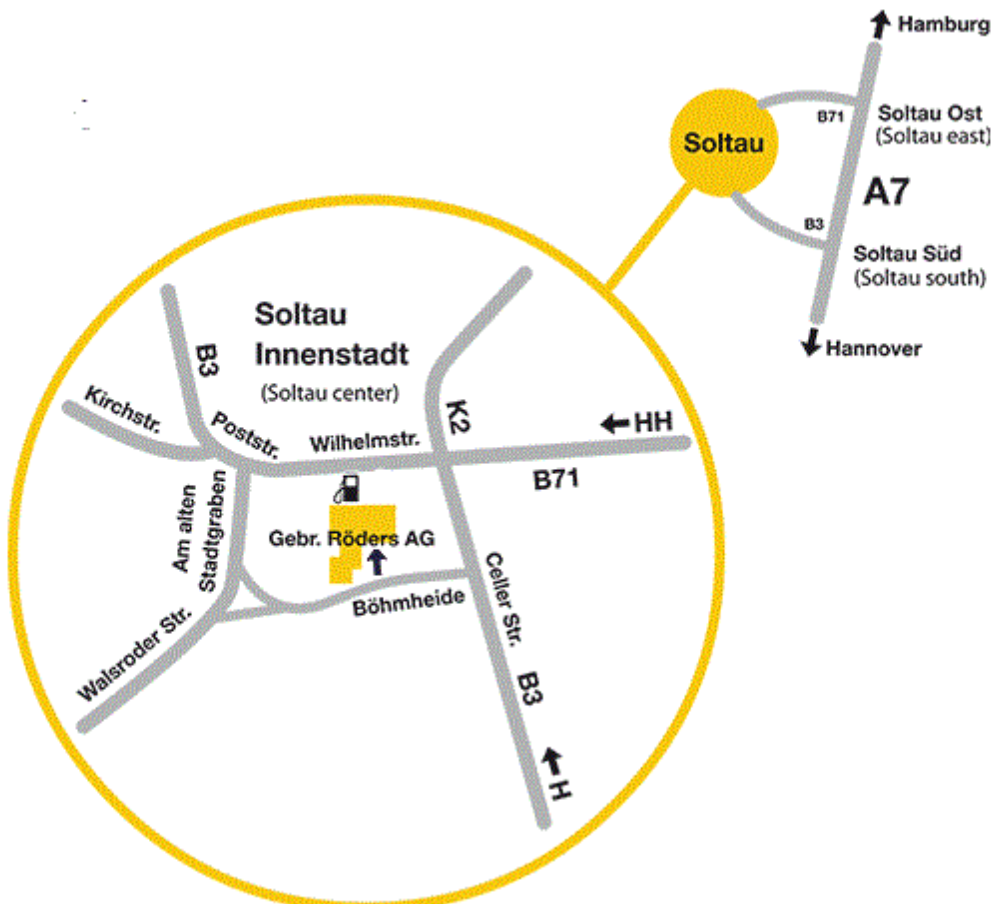 Hamburg
B71
Soltau Ost
(Soltau east)
Soltau
A7
B3
Soltau Süd
(Soltau south)
Hannover
Soltau
Innenstadt
(Soltau center)
B3
Kirchstr.
Poststr.
Wilhelmstr.
K2
HH
B71
Am alten
Stadtgraben
Gebr. Röders AG
Böhmheide
Celler Str.
Walsroder Str.
B3
H